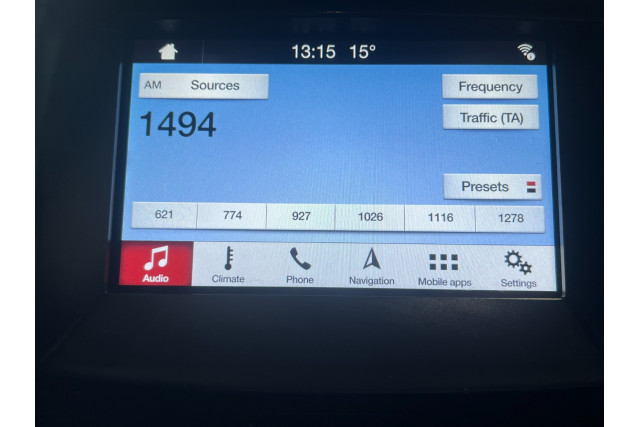 13:15 15°
AM Sources
Frequency
1494
Traffic (TA)
Presets
621 774 927 1026 1116 1278
Audio Climate Phone Navigation Mobile apps Settings